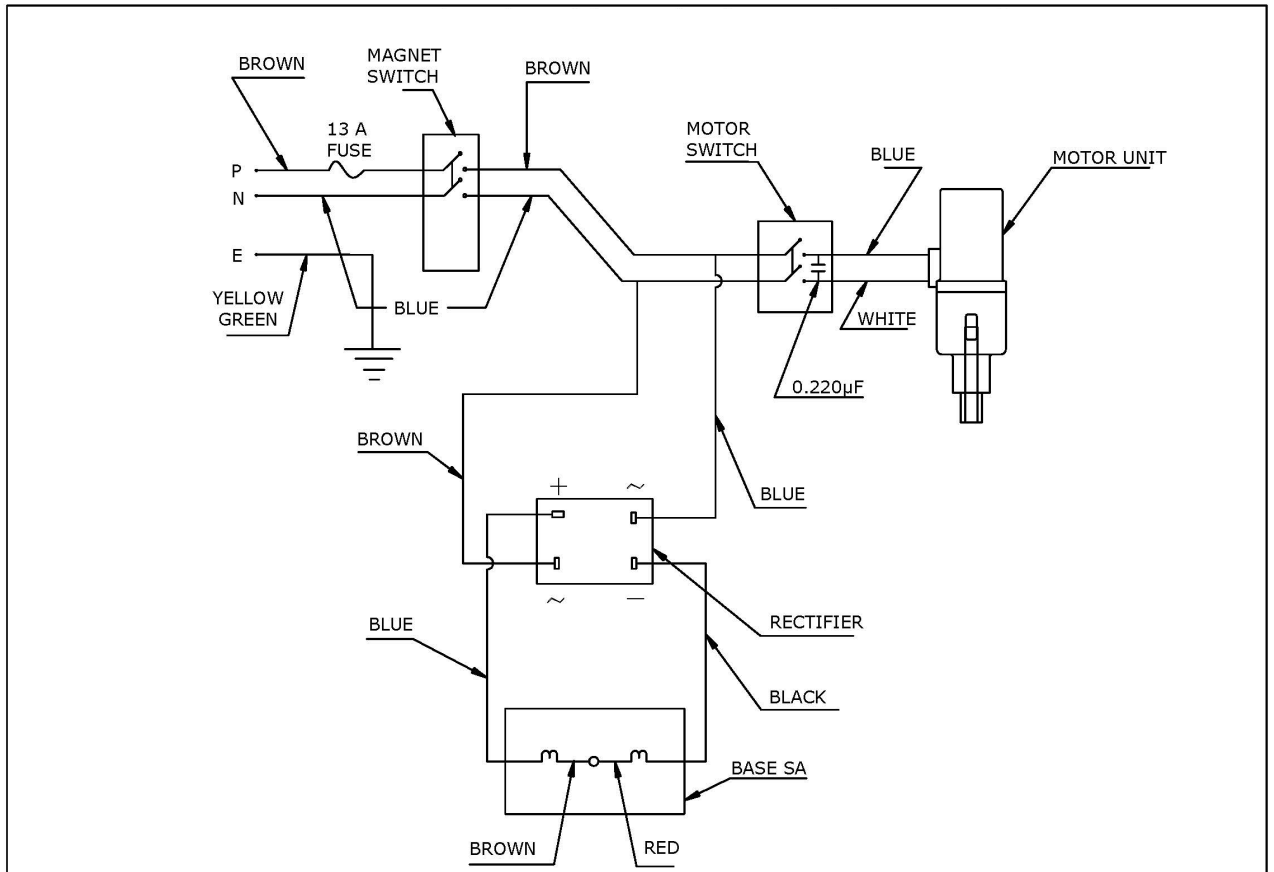 BROWN
MAGNET
SWITCH
BROWN
13 A
FUSE
MOTOR
SWITCH
BLUE
MOTOR UNIT
P
N
E
YELLOW
GREEN
BLUE
WHITE
0.220µF
BROWN
BLUE
+
~
~
−
RECTIFIER
BLUE
BLACK
BASE SA
BROWN
RED